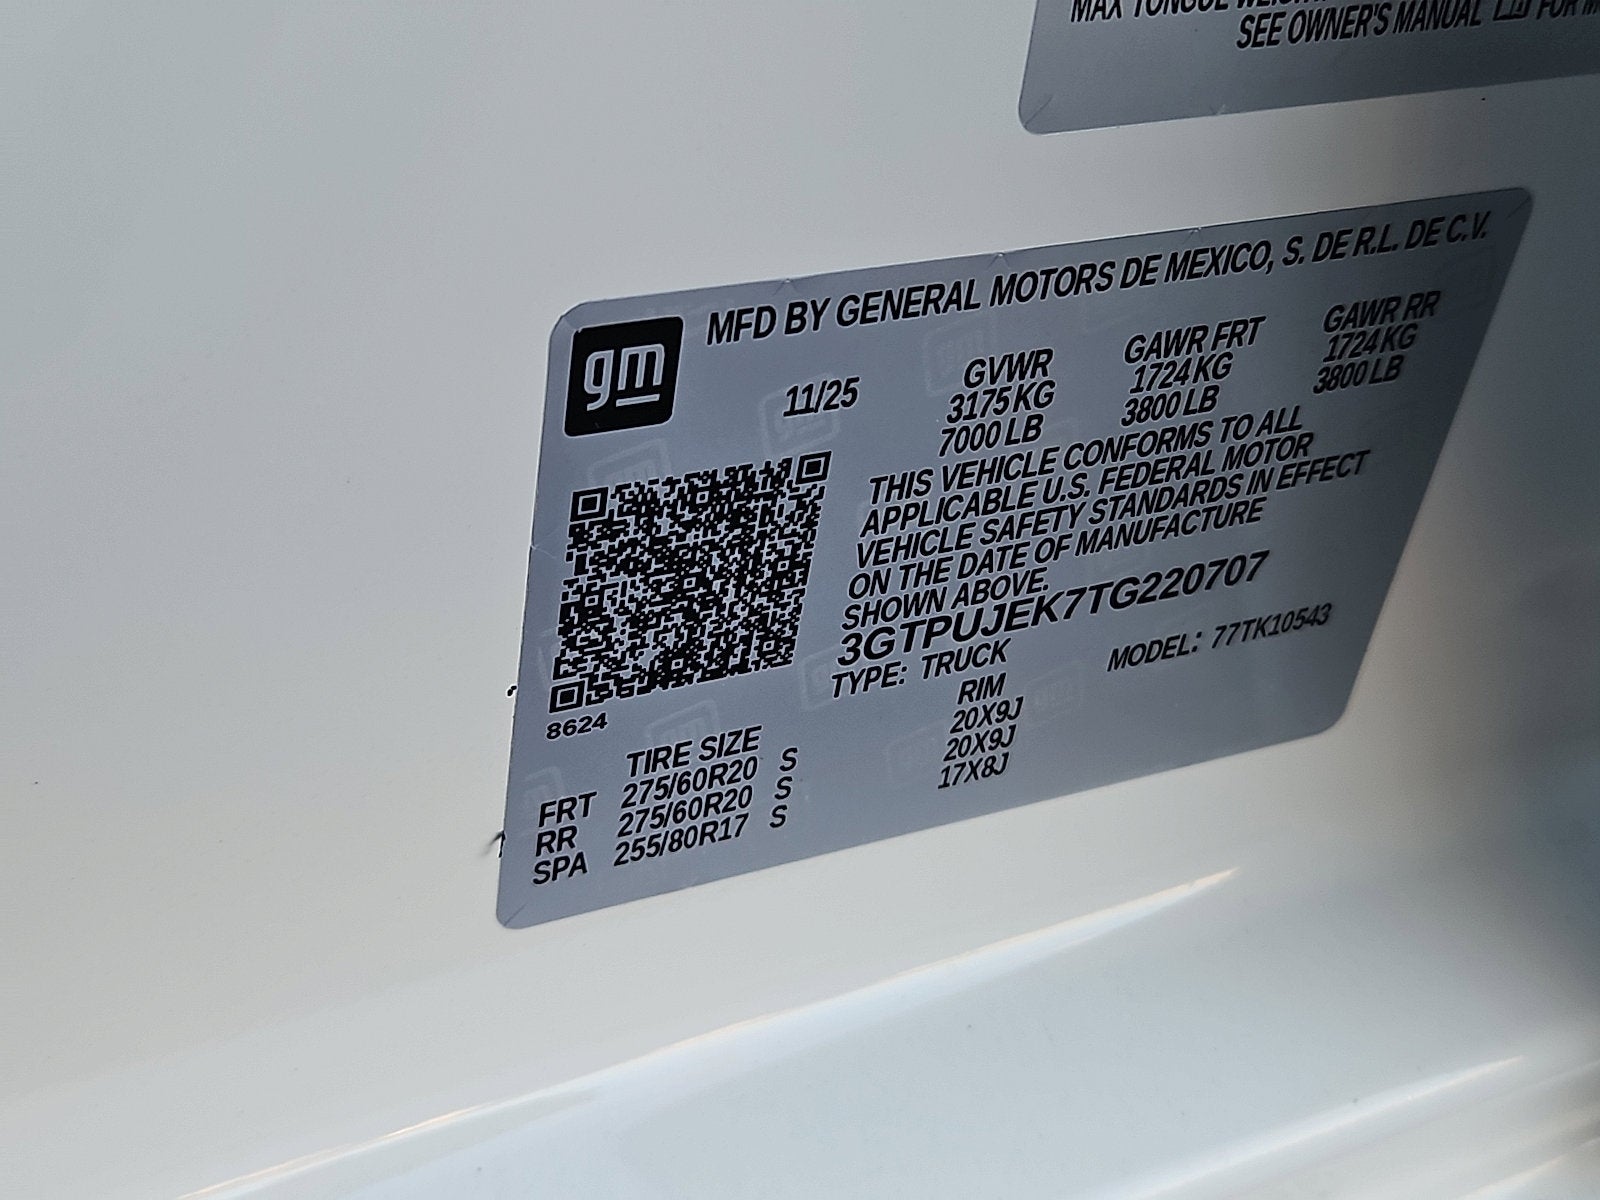 MAX TONGUE WEIGHT
SEE OWNER'S MANUAL FOR
gm
MFD BY GENERAL MOTORS DE MEXICO, S. DE R.L. DE C.V.
11/25
GVWR GAWR FRT GAWR RR
3175 KG 1724 KG 1724 KG
7000 LB 3800 LB 3800 LB
THIS VEHICLE CONFORMS TO ALL
APPLICABLE U.S. FEDERAL MOTOR
VEHICLE SAFETY STANDARDS IN EFFECT
ON THE DATE OF MANUFACTURE
SHOWN ABOVE.
3GTPUJEK7TG220707
TYPE: TRUCK MODEL: 77TK10543
8624
TIRE SIZE RIM
FRT 275/60R20 S 20X9J
RR 275/60R20 S 20X9J
SPA 255/80R17 S 17X8J